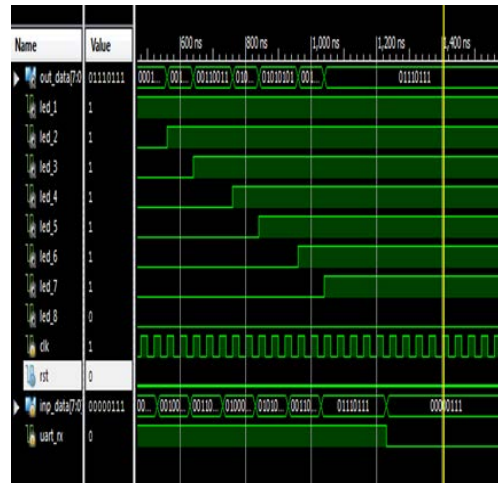 Name Value 600 ns 800 ns 1,000 ns 1,200 ns 1,400 ns
out_data[7:0] 01110111 0001... 001... 00110011 010... 01010101 001... 01110111
led_1 1
led_2 1
led_3 1
led_4 1
led_5 1
led_6 1
led_7 1
led_8 0
clk 1
rst 0
inp_data[7:0] 00000111 00... 00100... 00110... 01000... 01010... 00110... 01110111 00000111
uart_rx 0